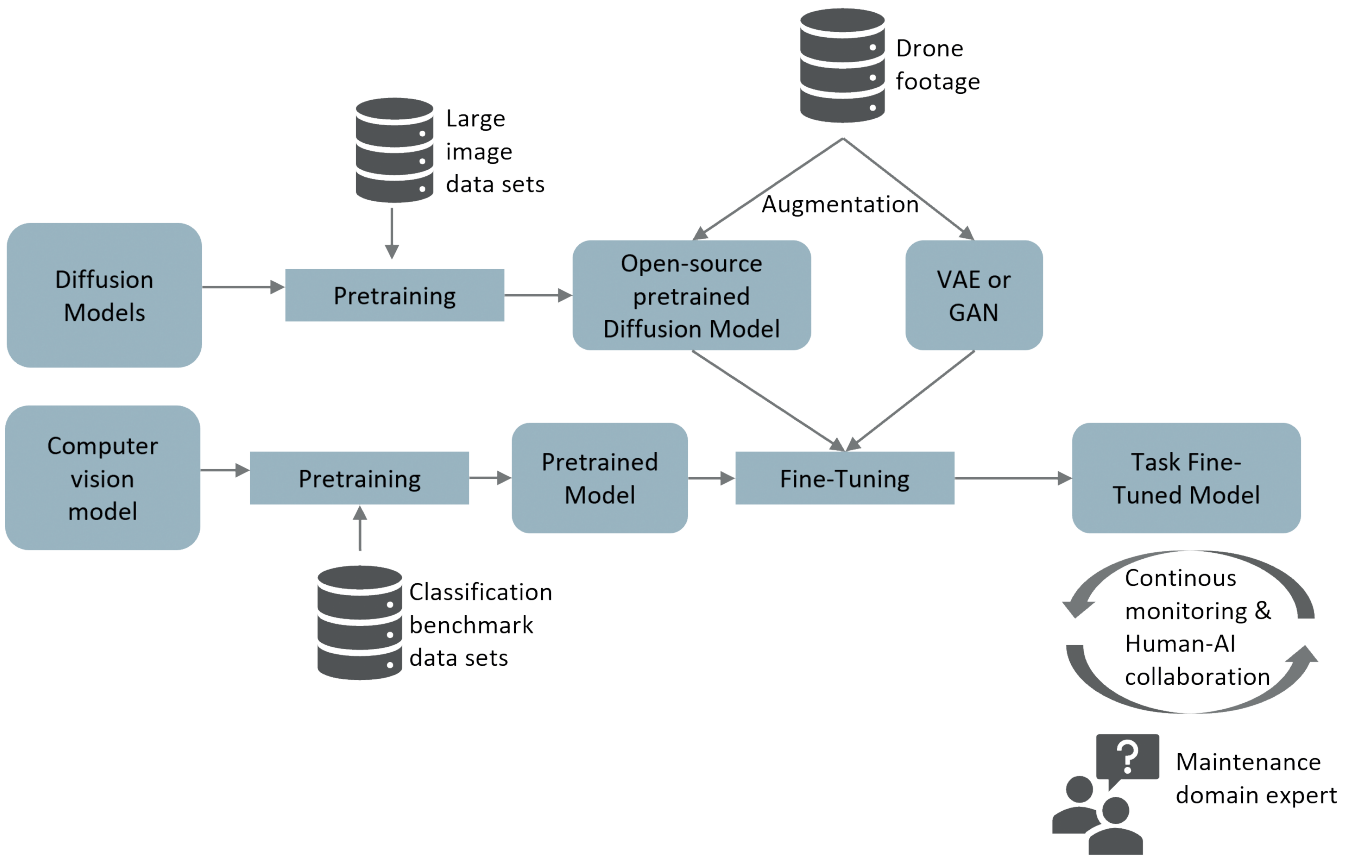 Drone
footage
Large
image
data sets
Augmentation
Diffusion
Models
Pretraining
Open-source
pretrained
Diffusion Model
VAE or
GAN
Computer
vision
model
Pretraining
Pretrained
Model
Fine-Tuning
Task Fine-
Tuned Model
Classification
benchmark
data sets
Continous
monitoring &
Human-AI
collaboration
?
Maintenance
domain expert